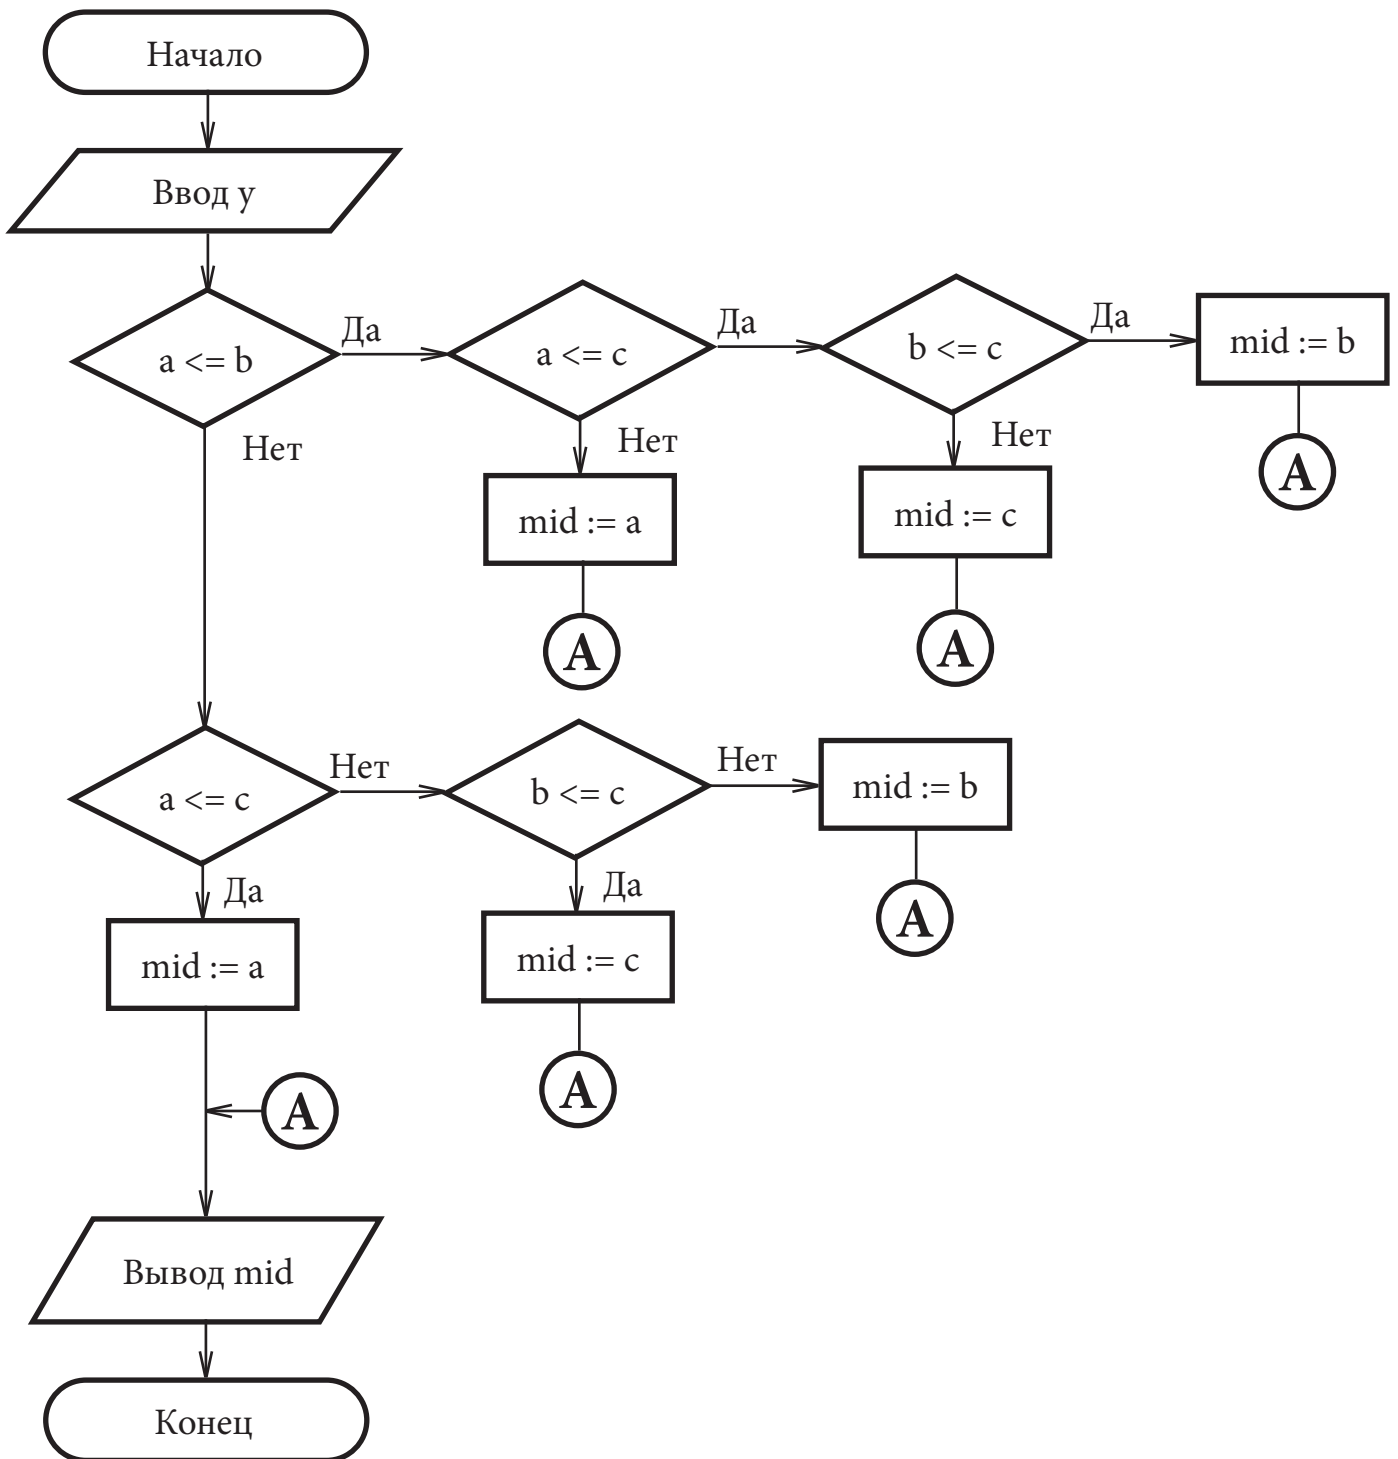 Начало
Ввод y
a <= b
Да
a <= c
Да
b <= c
Да
mid := b
Нет
Нет
Нет
A
mid := a
mid := c
A
A
a <= c
Нет
b <= c
Нет
mid := b
Да
Да
A
mid := a
mid := c
A
A
Вывод mid
Конец